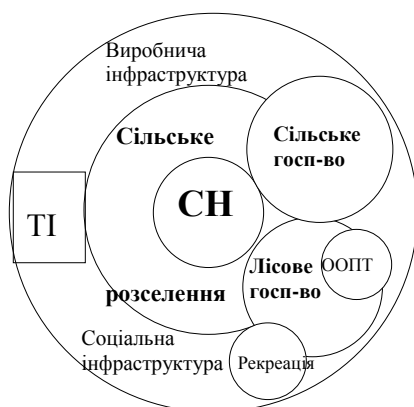 Виробнича
інфраструктура
Сільське
Сільське
госп-во
СН
ТІ
Лісове
госп-во
ООПТ
розселення
Соціальна
інфраструктура
Рекреація